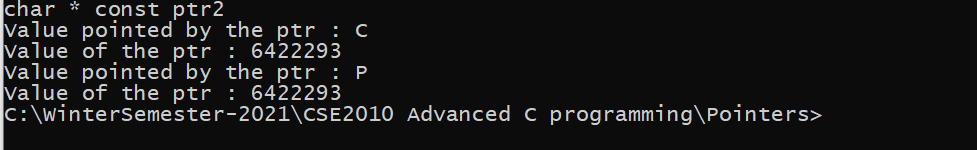 char * const ptr2
Value pointed by the ptr : C
Value of the ptr : 6422293
Value pointed by the ptr : P
Value of the ptr : 6422293
C:\WinterSemester-2021\CSE2010 Advanced C programming\Pointers>